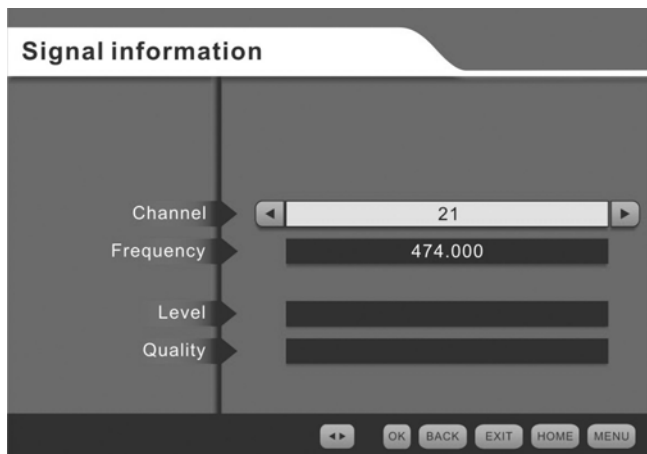 Signal information
Channel 21
Frequency 474.000
Level
Quality
OK BACK EXIT HOME MENU